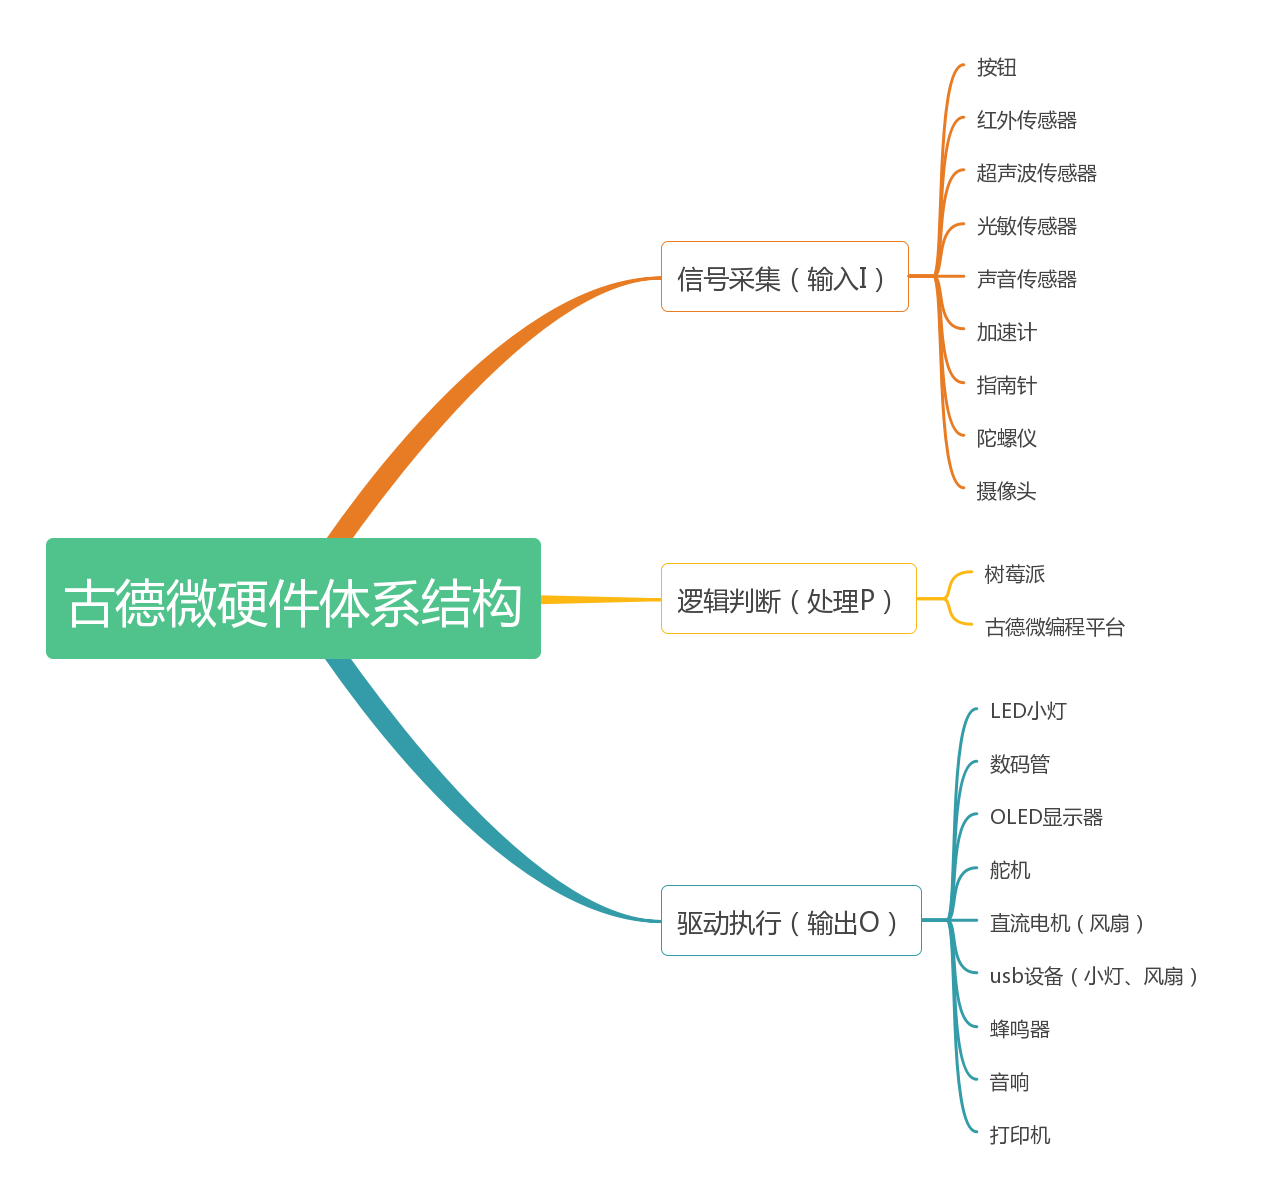 古德微硬件体系结构
信号采集（输入I）
按钮
红外传感器
超声波传感器
光敏传感器
声音传感器
加速计
指南针
陀螺仪
摄像头
逻辑判断（处理P）
树莓派
古德微编程平台
驱动执行（输出O）
LED小灯
数码管
OLED显示器
舵机
直流电机（风扇）
usb设备（小灯、风扇）
蜂鸣器
音响
打印机